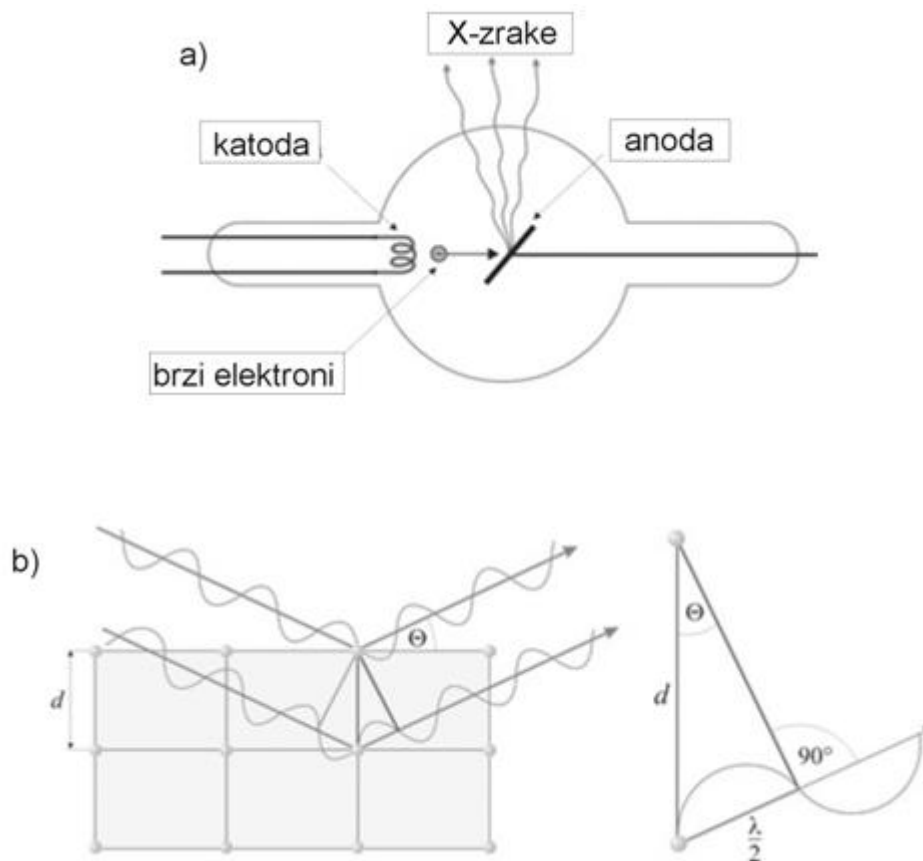 X-zrake
a)
katoda
anoda
brzi elektroni
b)
Θ
d
Θ
d
90°
λ/2